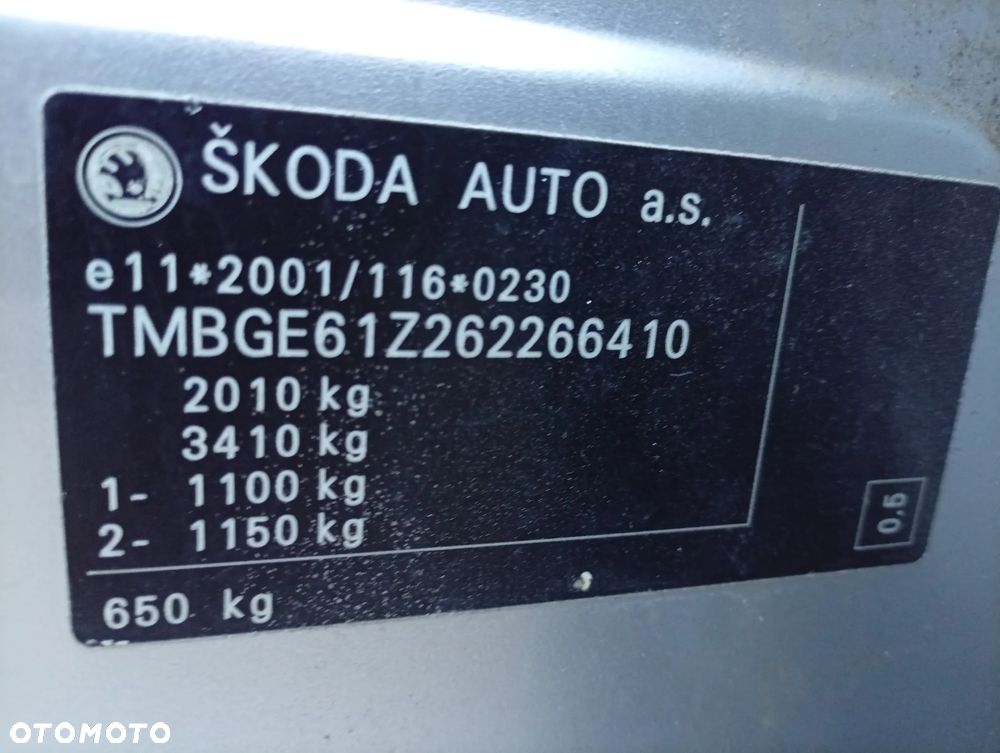 ŠKODA AUTO a.s.
e11*2001/116*0230
TMBGE61Z262266410
2010 kg
3410 kg
1- 1100 kg
2- 1150 kg
0.5
650 kg
OTOMOTO